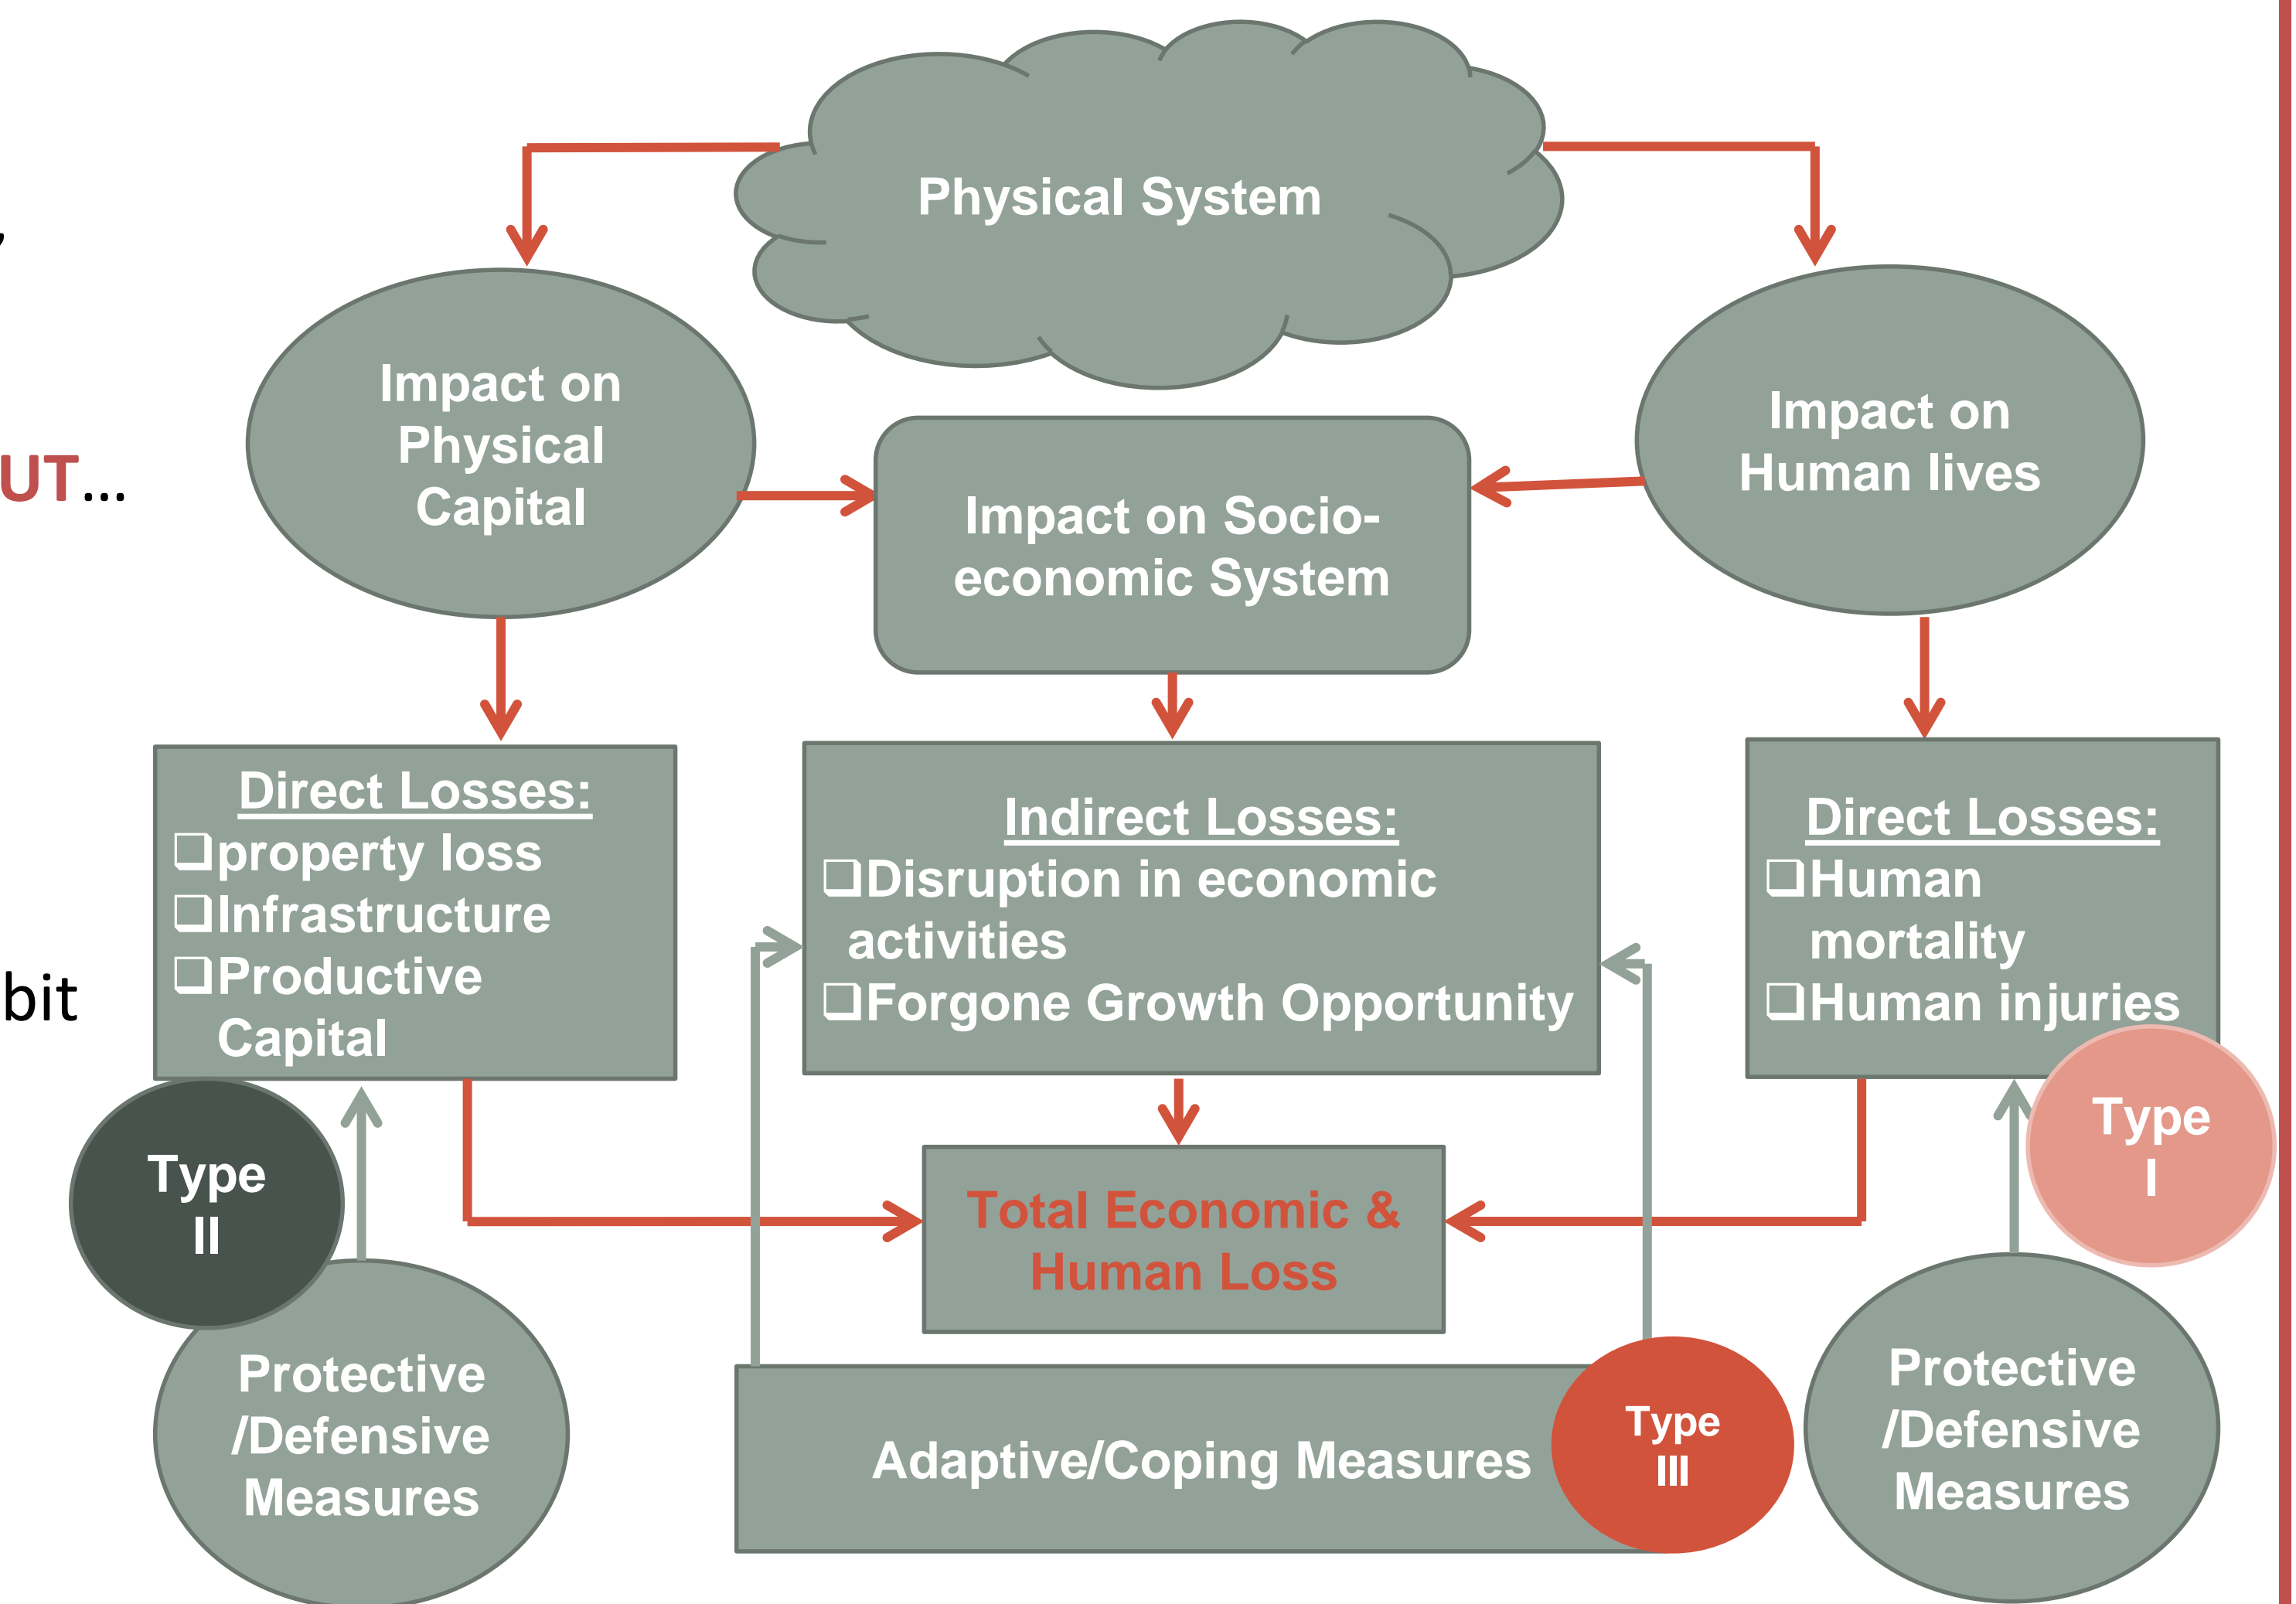 Physical System
Impact on
Physical
Capital
Impact on
Human lives
UT...
Impact on Socio-
economic System
Direct Losses:
❑property loss
❑Infrastructure
❑Productive
Capital
Indirect Losses:
❑Disruption in economic
activities
❑Forgone Growth Opportunity
Direct Losses:
❑Human
mortality
❑Human injuries
bit
Type
II
Type
I
Total Economic &
Human Loss
Protective
/Defensive
Measures
Adaptive/Coping Measures
Type
III
Protective
/Defensive
Measures